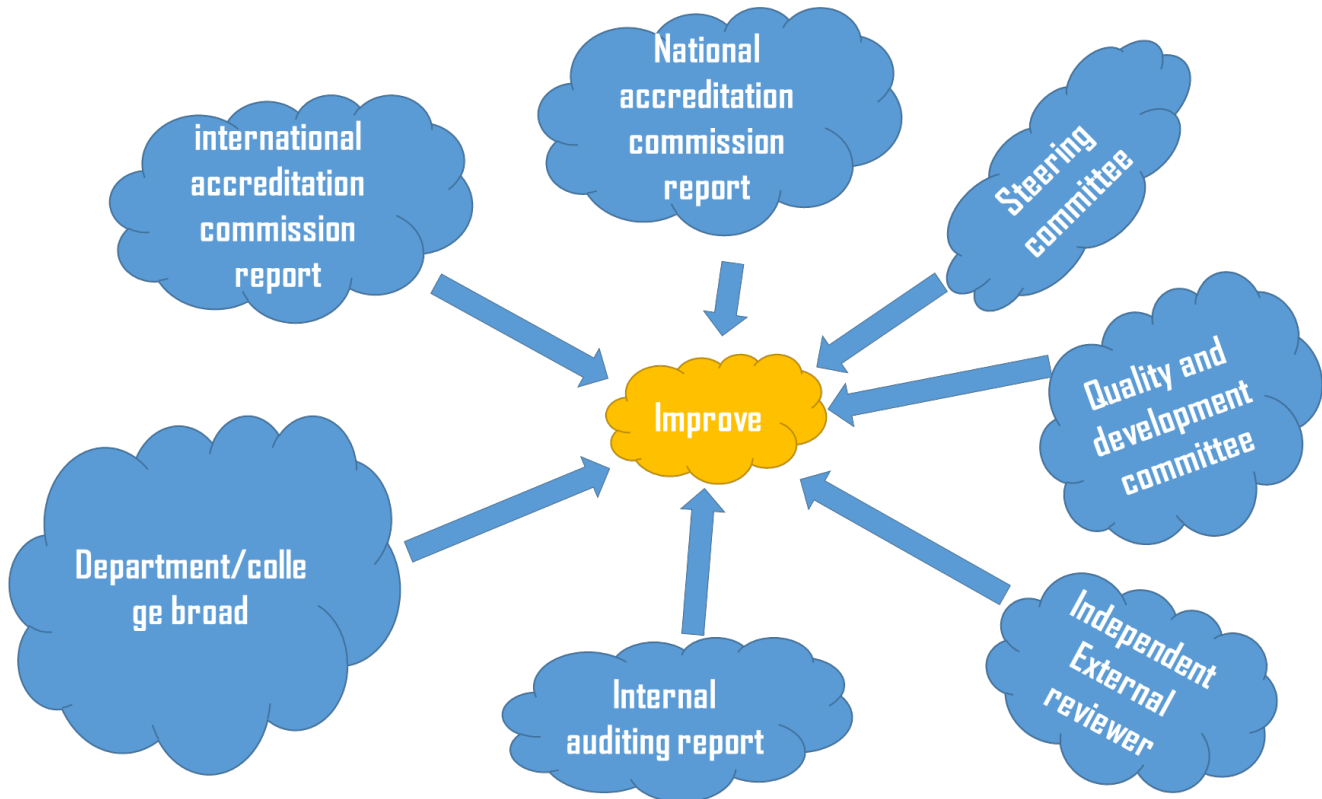 international
accreditation
commission
report
National
accreditation
commission
report
Steering
committee
Quality and
development
committee
Improve
Department/colle
ge broad
Internal
auditing report
Independent
External
reviewer